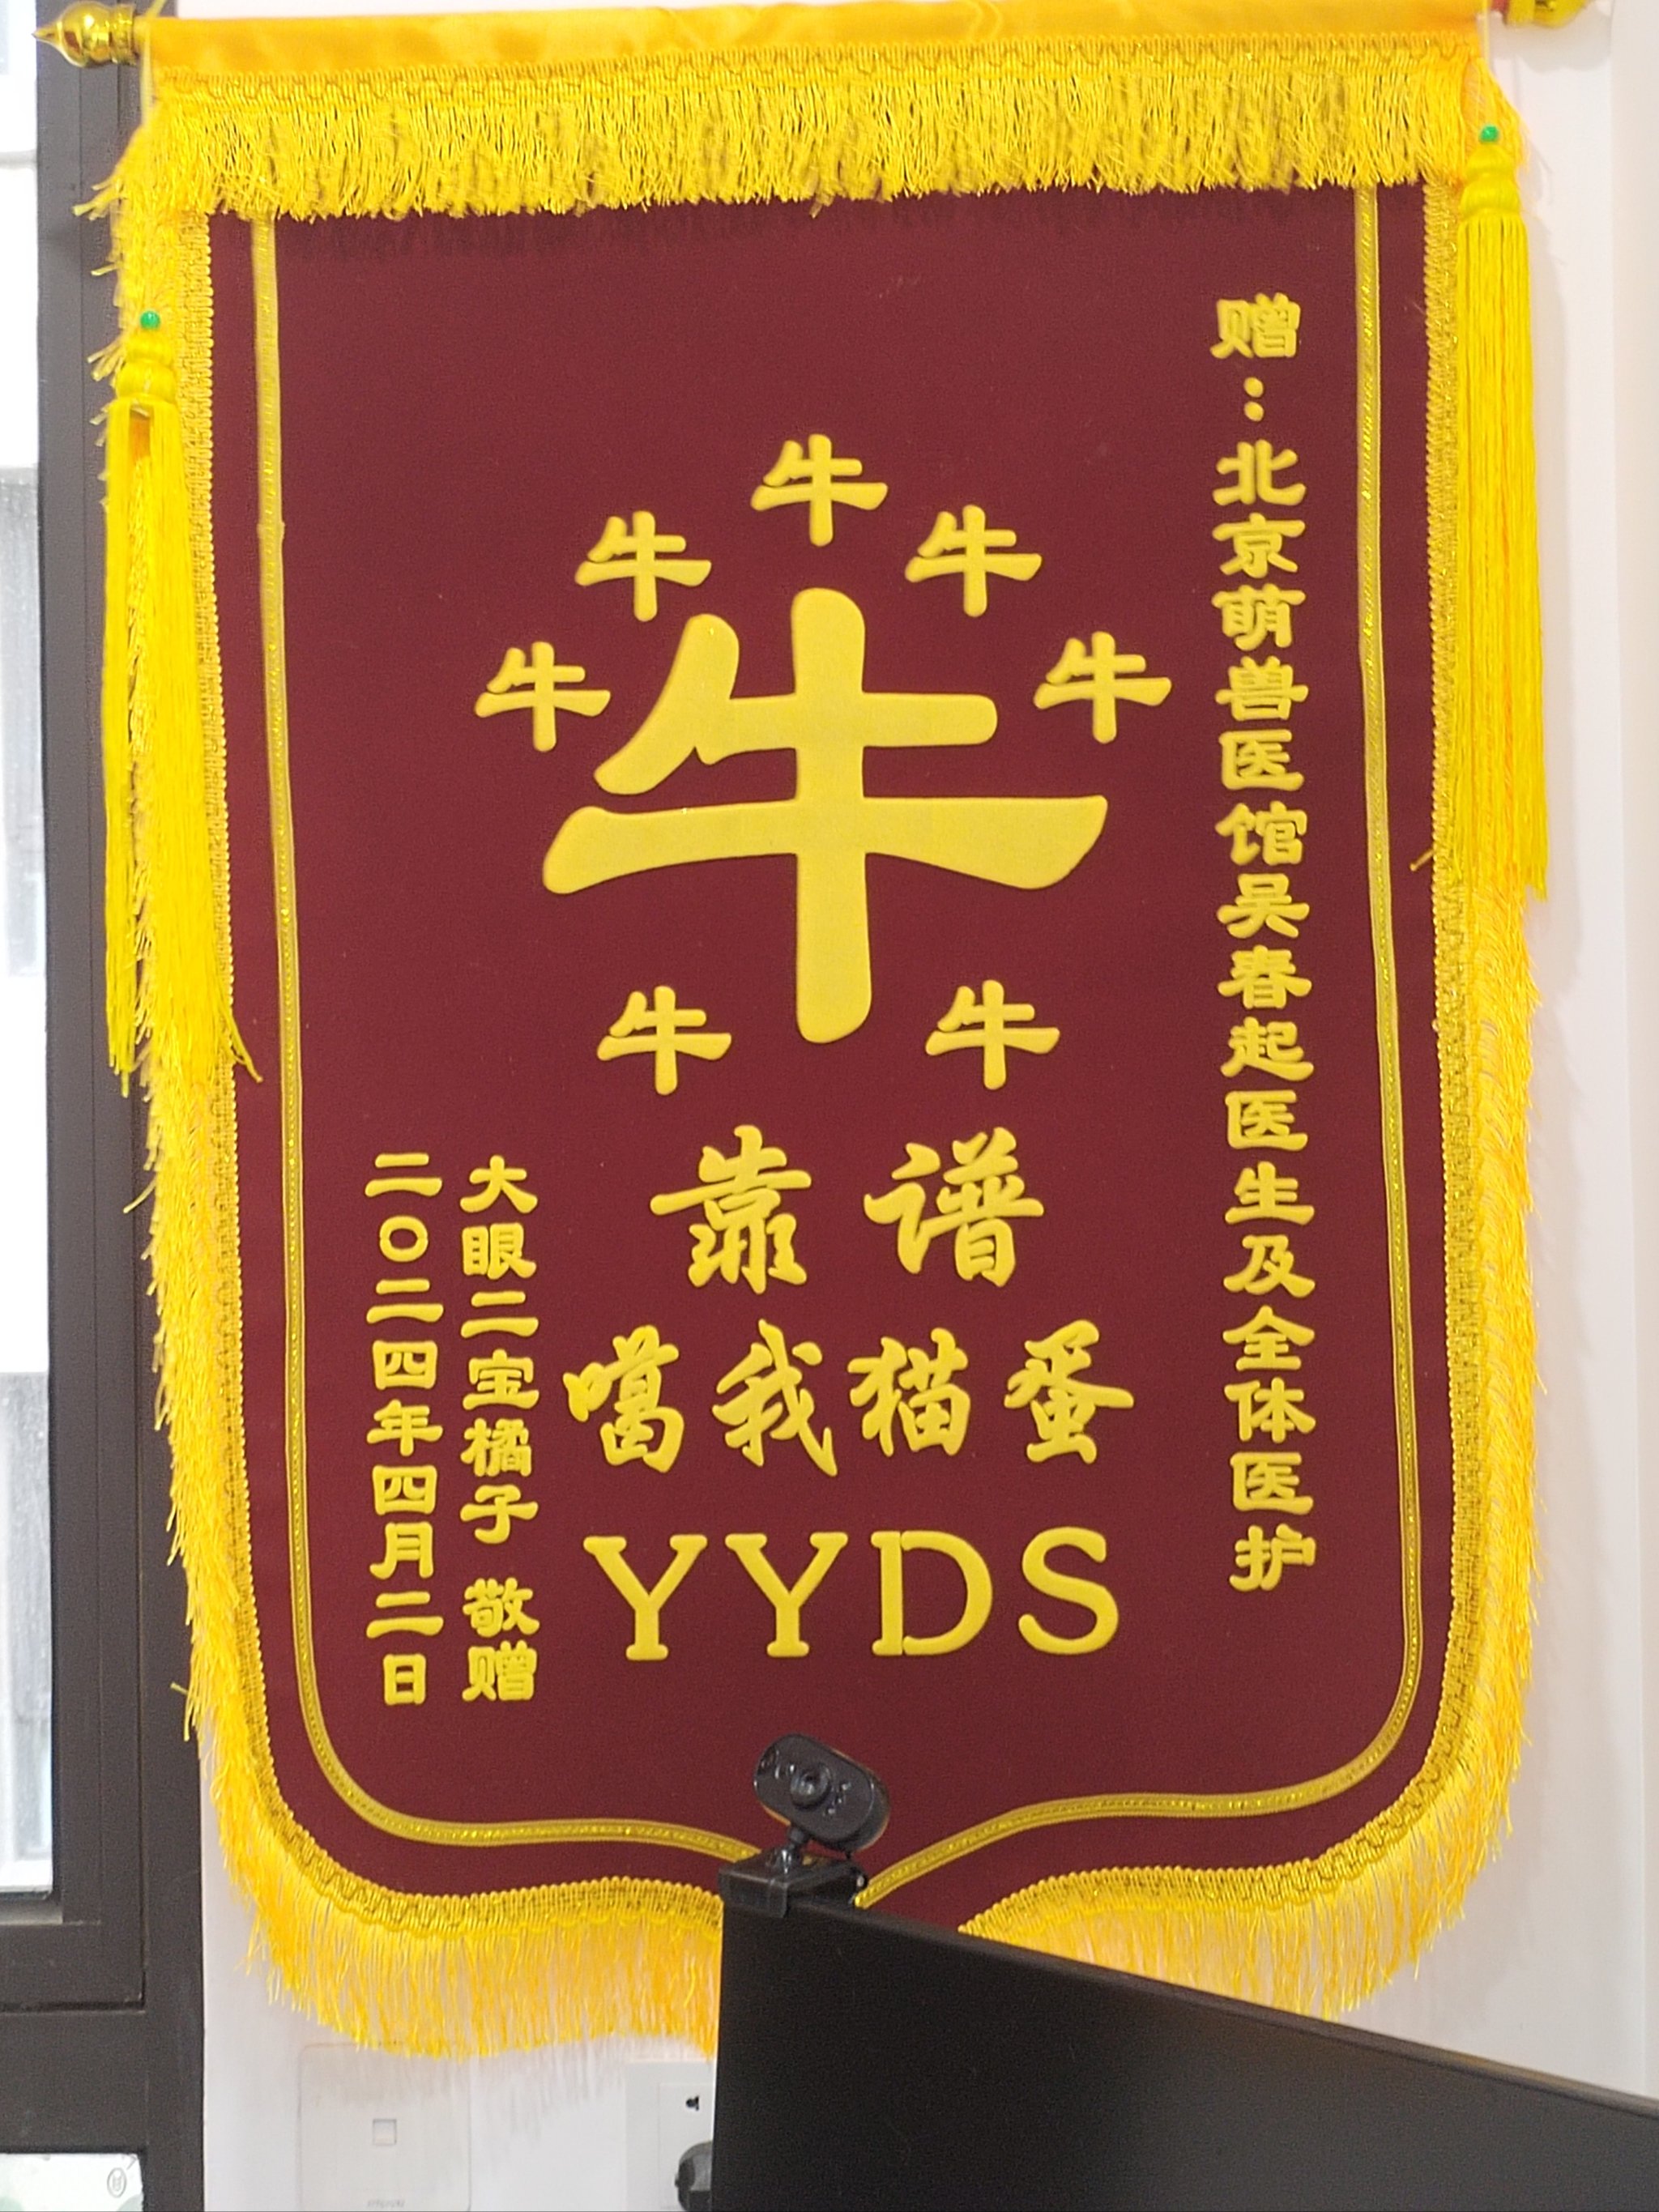 赠：北京萌兽医馆吴春起医生及全体医护
牛
牛 牛
牛 牛
牛
牛 牛
靠谱
噶我猫蛋
YYDS
大眼二宝橘子 敬赠
二〇二四年四月二日